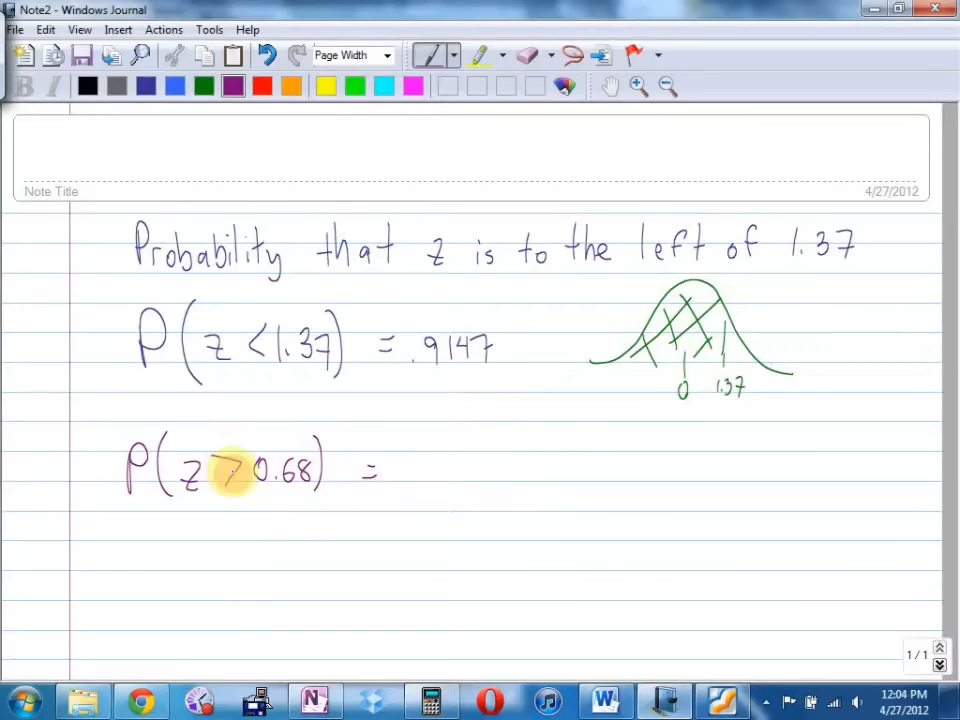 Note2 - Windows Journal
File Edit View Insert Actions Tools Help
Page Width
B I
Note Title 4/27/2012
Probability that z is to the left of 1.37
P(z < 1.37) = .9147
0 1.37
P(z > 0.68) =
1 / 1
12:04 PM
4/27/2012